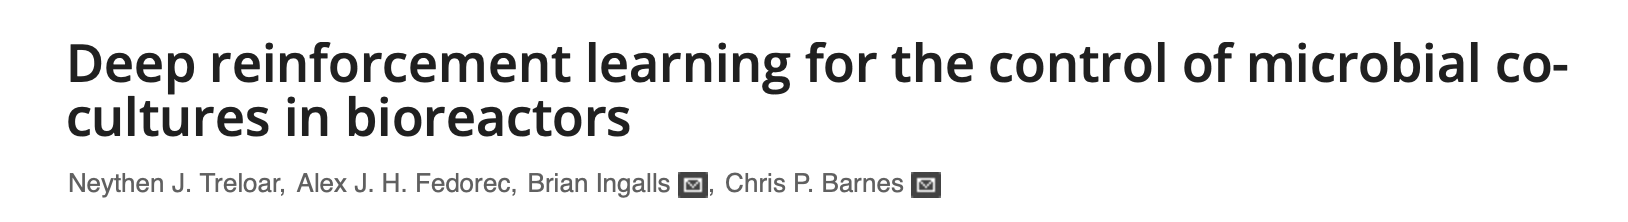 Deep reinforcement learning for the control of microbial co-
cultures in bioreactors
Neythen J. Treloar, Alex J. H. Fedorec, Brian Ingalls, Chris P. Barnes